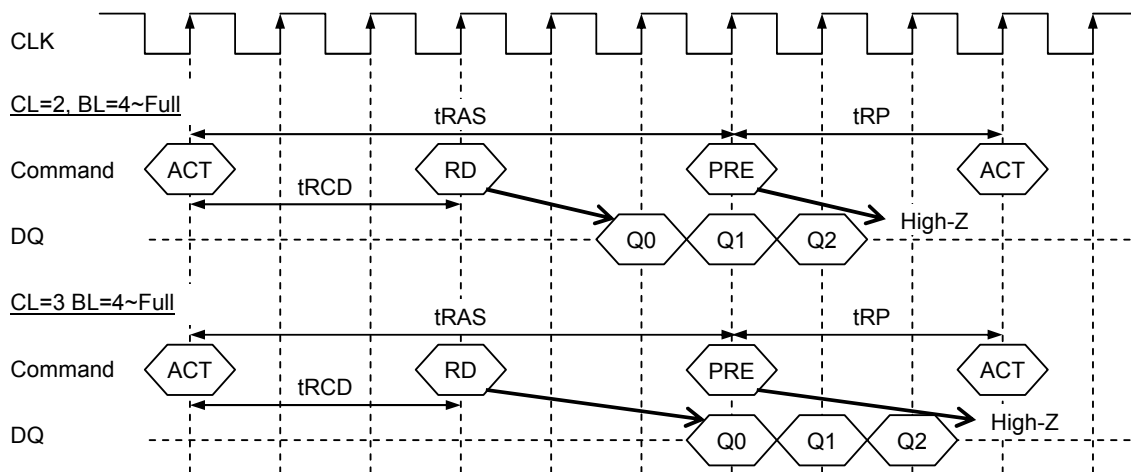 CLK
CL=2, BL=4~Full
tRAS tRP
Command ACT RD PRE ACT
tRCD
High-Z
DQ Q0 Q1 Q2
CL=3 BL=4~Full
tRAS tRP
Command ACT RD PRE ACT
tRCD
High-Z
DQ Q0 Q1 Q2